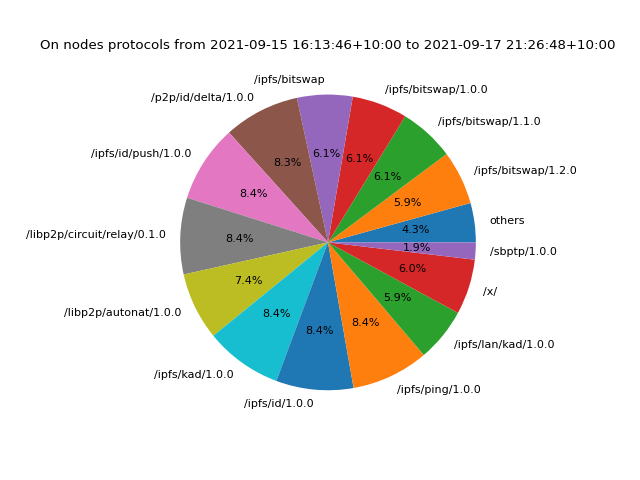 On nodes protocols from 2021-09-15 16:13:46+10:00 to 2021-09-17 21:26:48+10:00
/ipfs/bitswap
/ipfs/bitswap/1.0.0
/p2p/id/delta/1.0.0
/ipfs/bitswap/1.1.0
/ipfs/id/push/1.0.0
/ipfs/bitswap/1.2.0
others
/libp2p/circuit/relay/0.1.0
/sbptp/1.0.0
/x/
/libp2p/autonat/1.0.0
/ipfs/lan/kad/1.0.0
/ipfs/kad/1.0.0
/ipfs/ping/1.0.0
/ipfs/id/1.0.0
6.1%
6.1%
8.3%
6.1%
8.4%
5.9%
4.3%
8.4%
1.9%
6.0%
7.4%
5.9%
8.4%
8.4%
8.4%